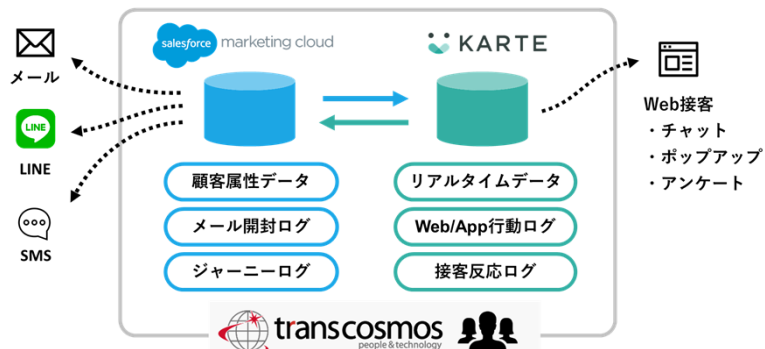 メール
LINE
LINE
SMS
salesforce marketing cloud
顧客属性データ
メール開封ログ
ジャーニーログ
KARTE
リアルタイムデータ
Web/App行動ログ
接客反応ログ
Web接客
・チャット
・ポップアップ
・アンケート
transcosmos
people & technology